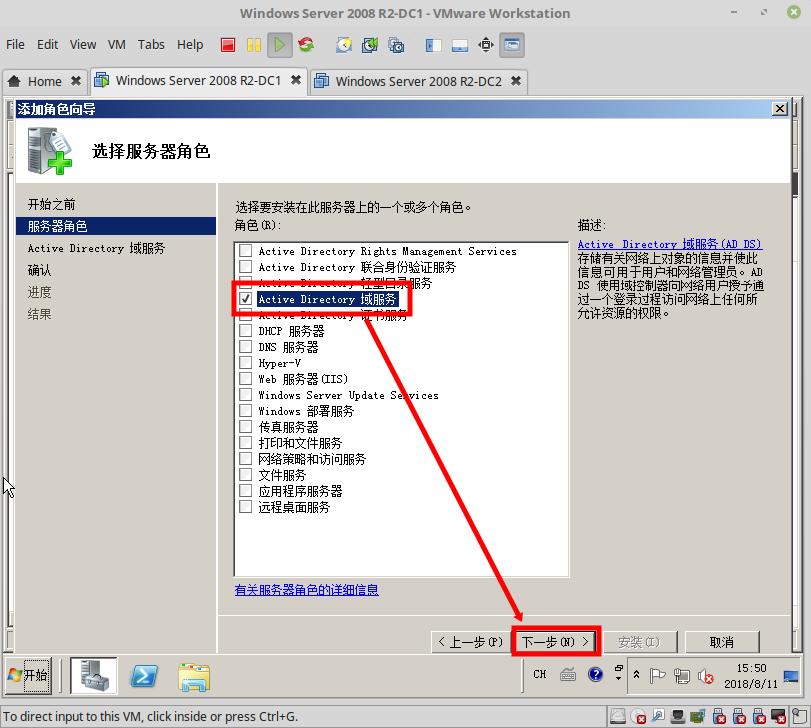 Windows Server 2008 R2-DC1 - VMware Workstation
File Edit View VM Tabs Help
Home Windows Server 2008 R2-DC1 Windows Server 2008 R2-DC2
添加角色向导
选择服务器角色
开始之前
服务器角色
Active Directory 域服务
确认
进度
结果
选择要安装在此服务器上的一个或多个角色。
角色(R):
Active Directory Rights Management Services
Active Directory 联合身份验证服务
Active Directory 轻型目录服务
Active Directory 域服务
Active Directory 证书服务
DHCP 服务器
DNS 服务器
Hyper-V
Web 服务器(IIS)
Windows Server Update Services
Windows 部署服务
传真服务器
打印和文件服务
网络策略和访问服务
文件服务
应用程序服务器
远程桌面服务
有关服务器角色的详细信息
描述:
Active Directory 域服务(AD DS)
存储有关网络上对象的信息并使此
信息可用于用户和网络管理员。AD
DS 使用域控制器向网络用户授予通
过一个登录过程访问网络上任何所
允许资源的权限。
< 上一步(P) 下一步(N) > 安装(I) 取消
开始 CH 15:50
2018/8/11
To direct input to this VM, click inside or press Ctrl+G.